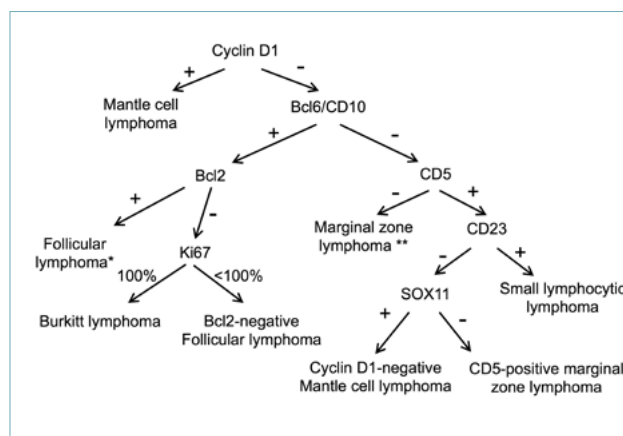 Cyclin D1
+
-
Mantle cell
lymphoma
Bcl6/CD10
+
-
Bcl2
CD5
+
-
-
+
Follicular
lymphoma*
Ki67
Marginal zone
lymphoma **
CD23
100%
<100%
-
+
Burkitt lymphoma
Bcl2-negative
Follicular lymphoma
SOX11
Small lymphocytic
lymphoma
+
-
Cyclin D1-negative
Mantle cell lymphoma
CD5-positive marginal
zone lymphoma